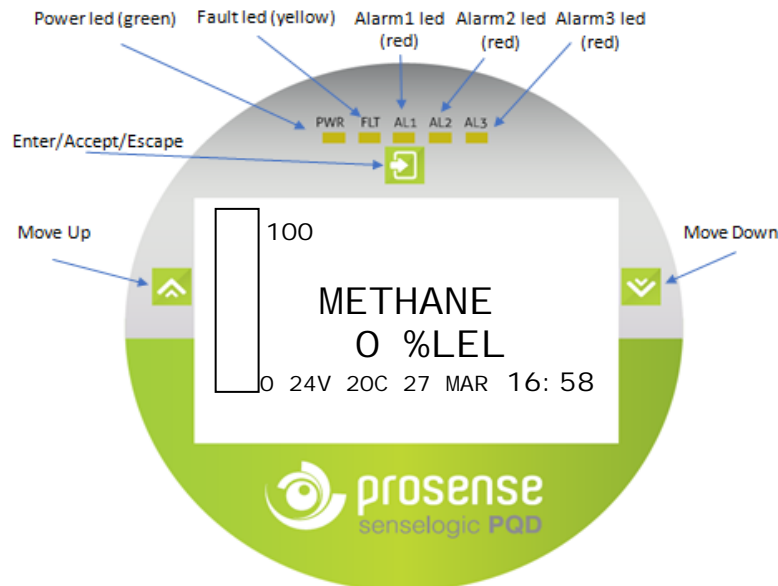 Power led (green) Fault led (yellow) Alarm1 led (red) Alarm2 led (red) Alarm3 led (red)
PWR FLT AL1 AL2 AL3
Enter/Accept/Escape
Move Up
Move Down
100
METHANE
0 %LEL
0 24V 20C 27 MAR 16:58
prosense
senselogic PQD